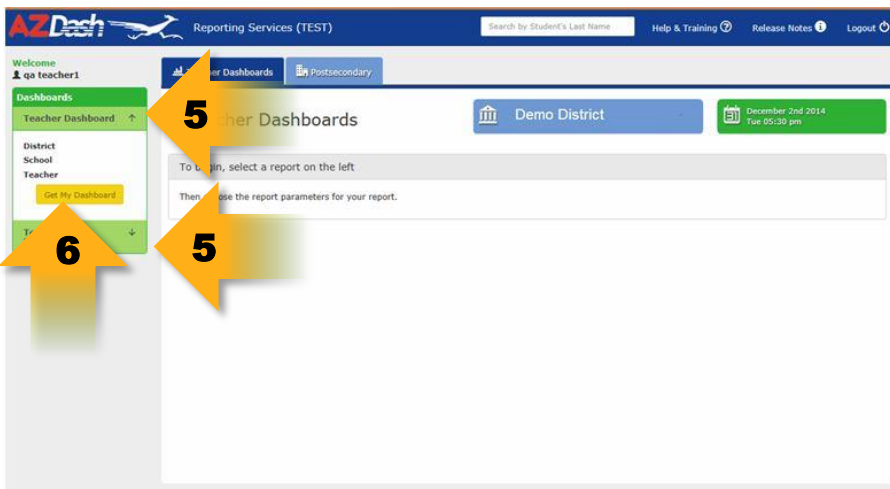 AZDash Reporting Services (TEST) Search by Student's Last Name Help & Training ? Release Notes i Logout
Welcome
qa teacher1
Dashboards
Teacher Dashboard ↑
District
School
Teacher
Get My Dashboard
↓
Dashboards Postsecondary
5
Dashboards Demo District December 2nd 2014
Tue 05:30 pm
To begin, select a report on the left
Then the report parameters for your report.
5
6